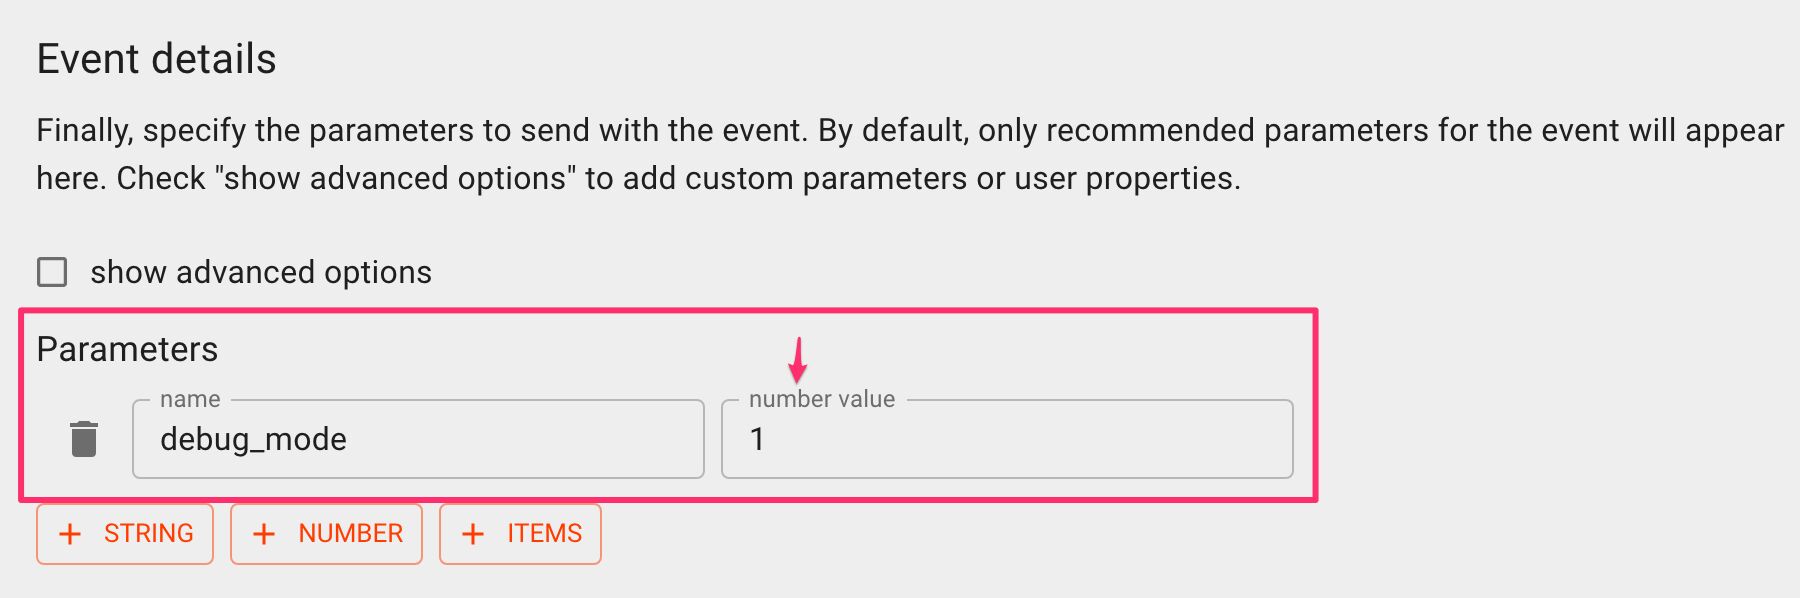 Event details
Finally, specify the parameters to send with the event. By default, only recommended parameters for the event will appear
here. Check "show advanced options" to add custom parameters or user properties.
show advanced options
Parameters
name
number value
debug_mode
1
+ STRING
+ NUMBER
+ ITEMS